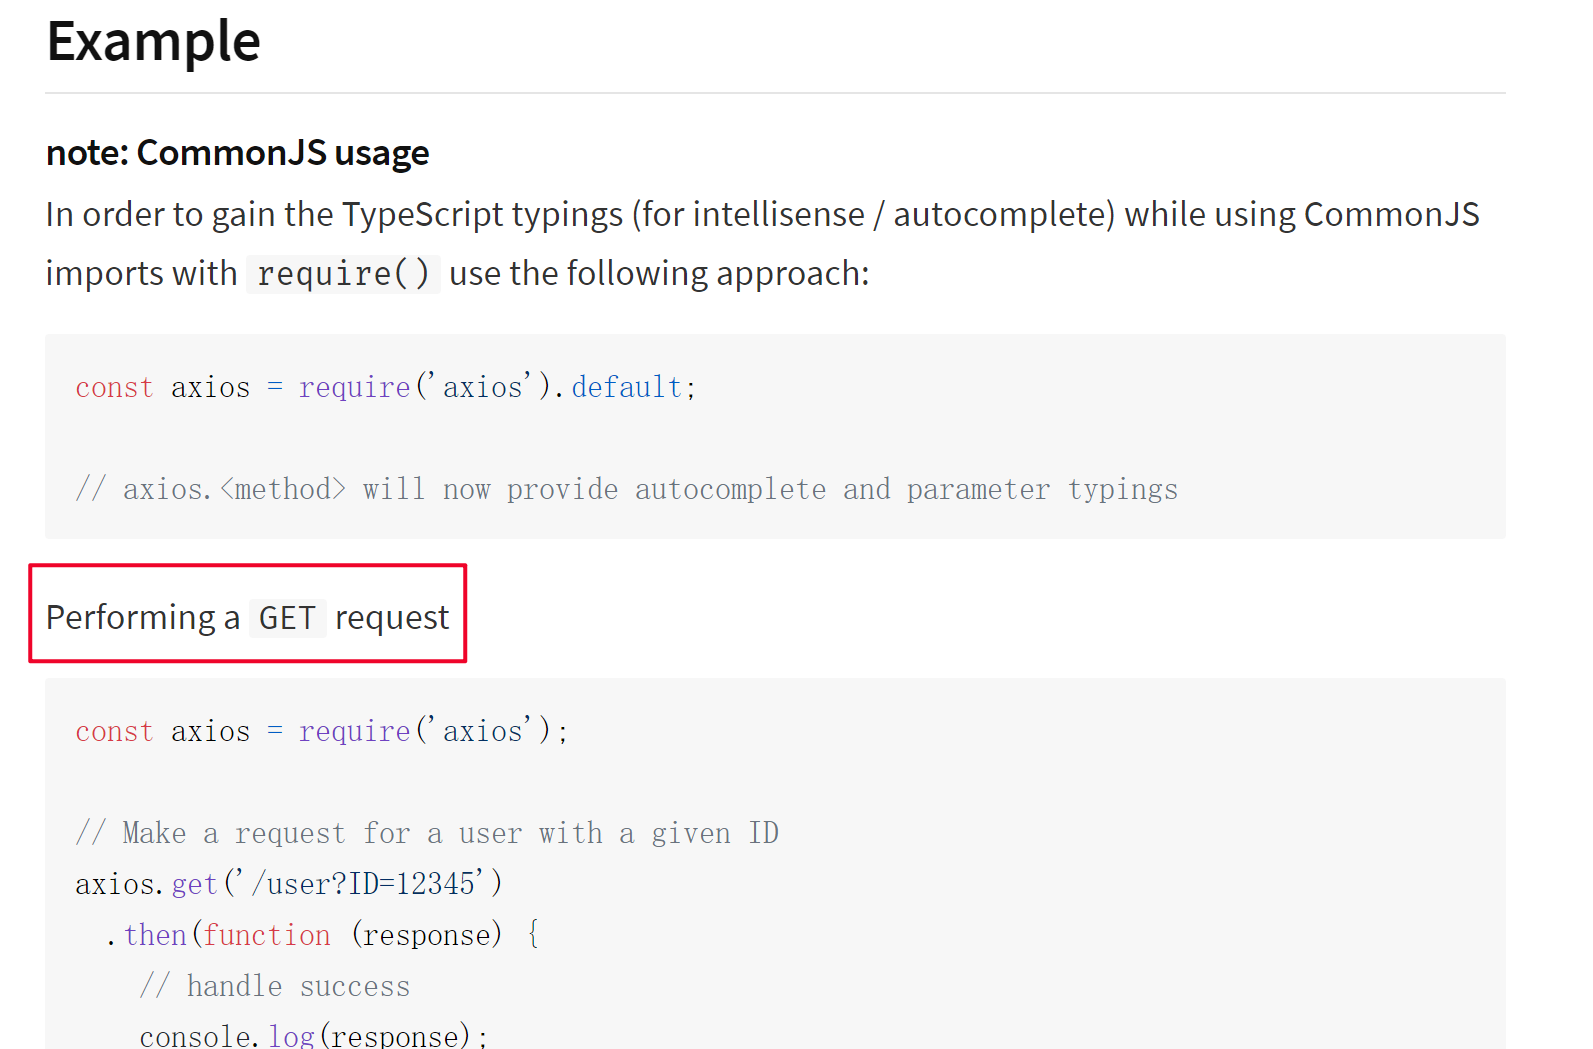 Example
note: CommonJS usage
In order to gain the TypeScript typings (for intellisense / autocomplete) while using CommonJS
imports with require() use the following approach:
const axios = require('axios').default;
// axios.<method> will now provide autocomplete and parameter typings
Performing a GET request
const axios = require('axios');
// Make a request for a user with a given ID
axios.get('/user?ID=12345')
  .then(function (response) {
    // handle success
    console.log(response);